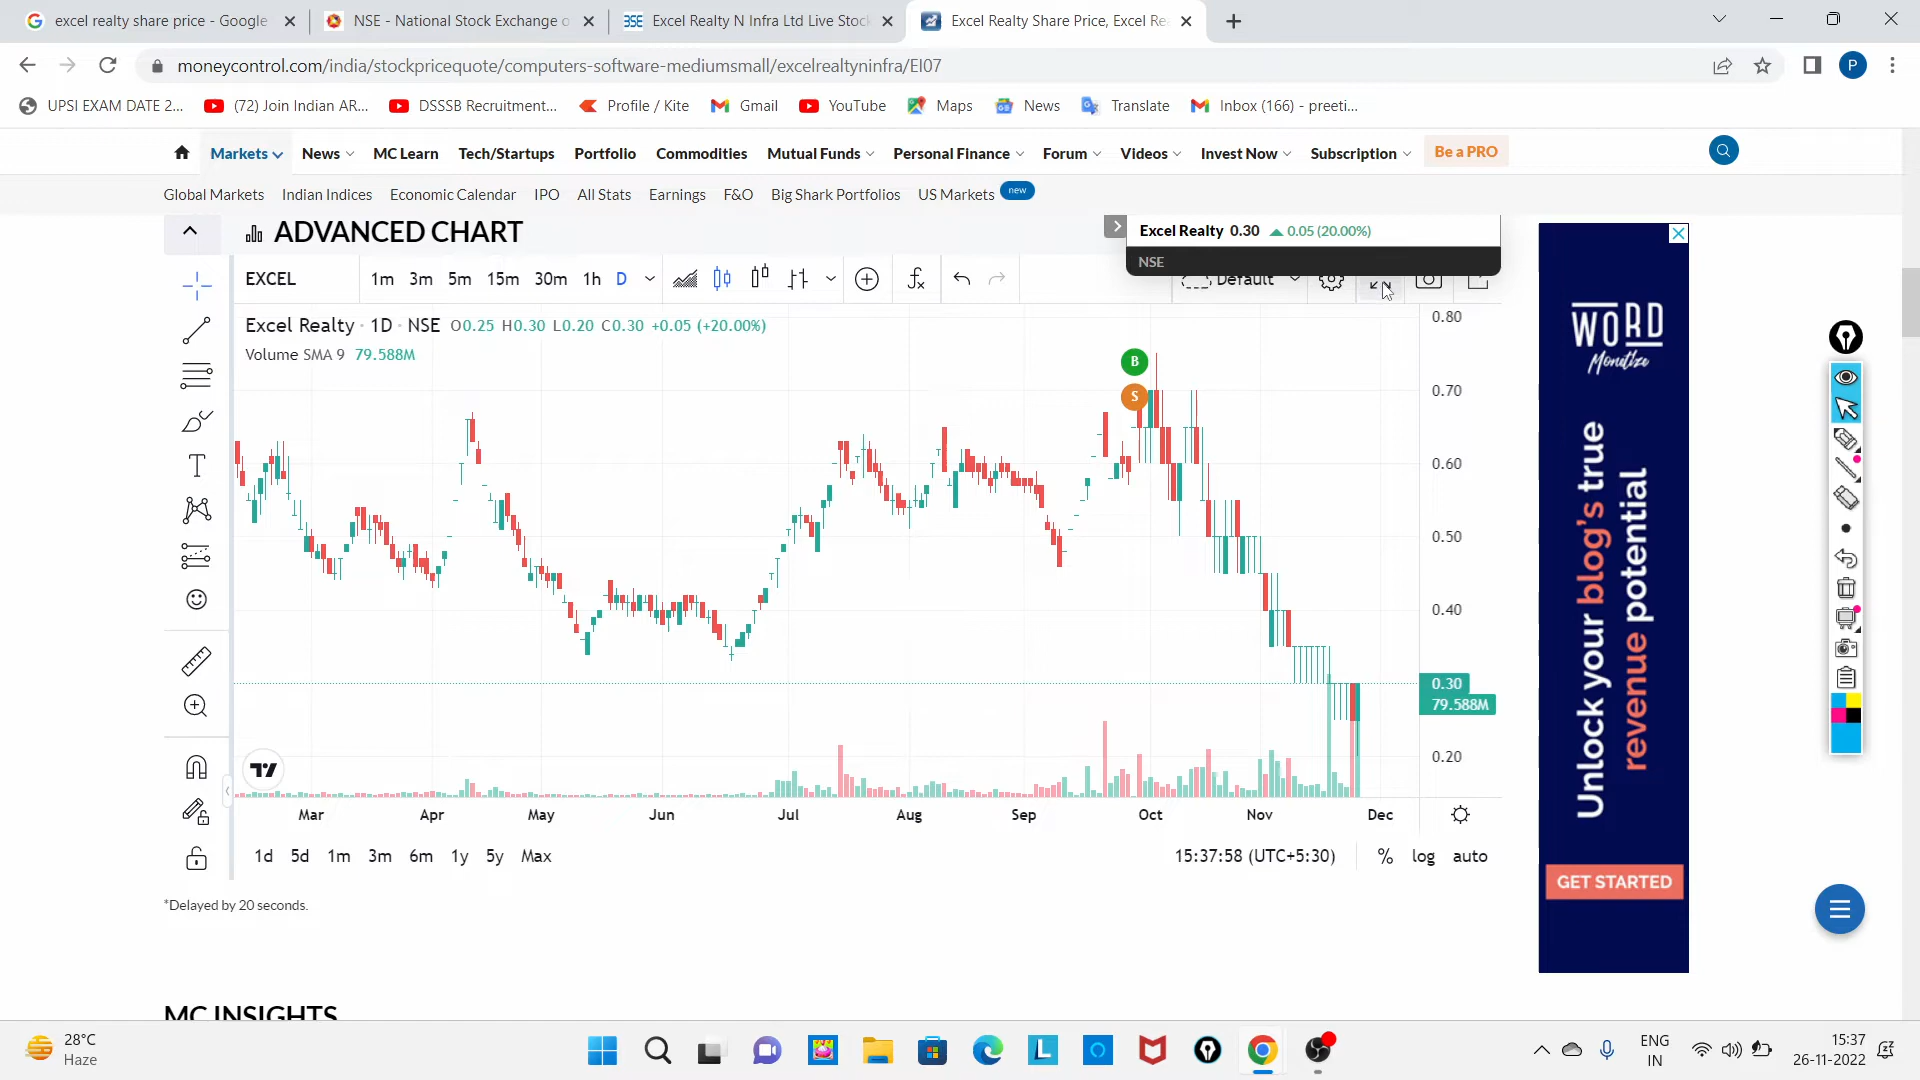 excel realty share price - Google
NSE - National Stock Exchange o
BSE Excel Realty N Infra Ltd Live Stock
Excel Realty Share Price, Excel Re
moneycontrol.com/india/stockpricequote/computers-software-mediumsmall/excelrealtyninfra/EI07
P
UPSI EXAM DATE 2... (72) Join Indian AR... DSSSB Recruitment... Profile / Kite Gmail YouTube Maps News Translate Inbox (166) - preeti...
Markets News MC Learn Tech/Startups Portfolio Commodities Mutual Funds Personal Finance Forum Videos Invest Now Subscription Be a PRO
Global Markets Indian Indices Economic Calendar IPO All Stats Earnings F&O Big Shark Portfolios US Markets new
ADVANCED CHART
Excel Realty 0.30 0.05 (20.00%)
NSE
EXCEL 1m 3m 5m 15m 30m 1h D Default
Excel Realty · 1D · NSE O0.25 H0.30 L0.20 C0.30 +0.05 (+20.00%)
Volume SMA 9 79.588M
B
S
0.80
0.70
0.60
0.50
0.40
0.30
79.588M
0.20
Mar Apr May Jun Jul Aug Sep Oct Nov Dec
1d 5d 1m 3m 6m 1y 5y Max 15:37:58 (UTC+5:30) % log auto
*Delayed by 20 seconds.
MC INSIGHTS
WORD
Monetize
Unlock your blog's true
revenue potential
GET STARTED
28°C
Haze
ENG
IN
15:37
26-11-2022